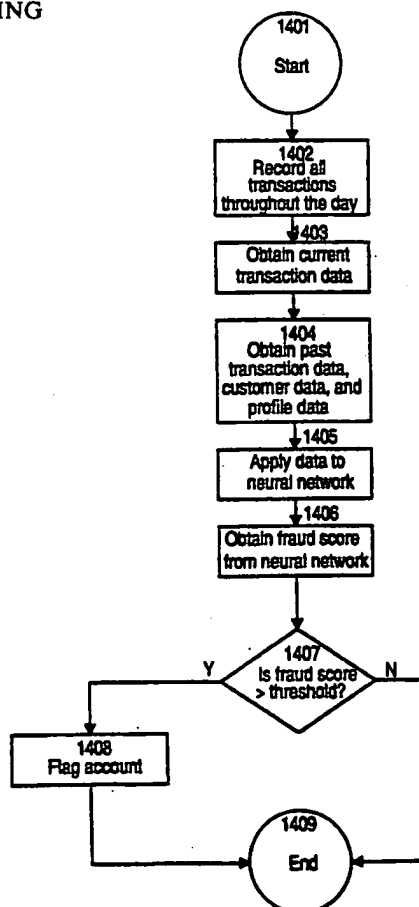 ING
1401
Start
1402
Record all
transactions
throughout the day
1403
Obtain current
transaction data
1404
Obtain past
transaction data,
customer data, and
profile data
1405
Apply data to
neural network
1406
Obtain fraud score
from neural network
1407
Is fraud score
> threshold?
Y
N
1408
Flag account
1409
End